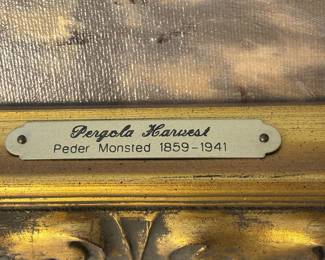 Pergola Harvest
Peder Monsted 1859-1941